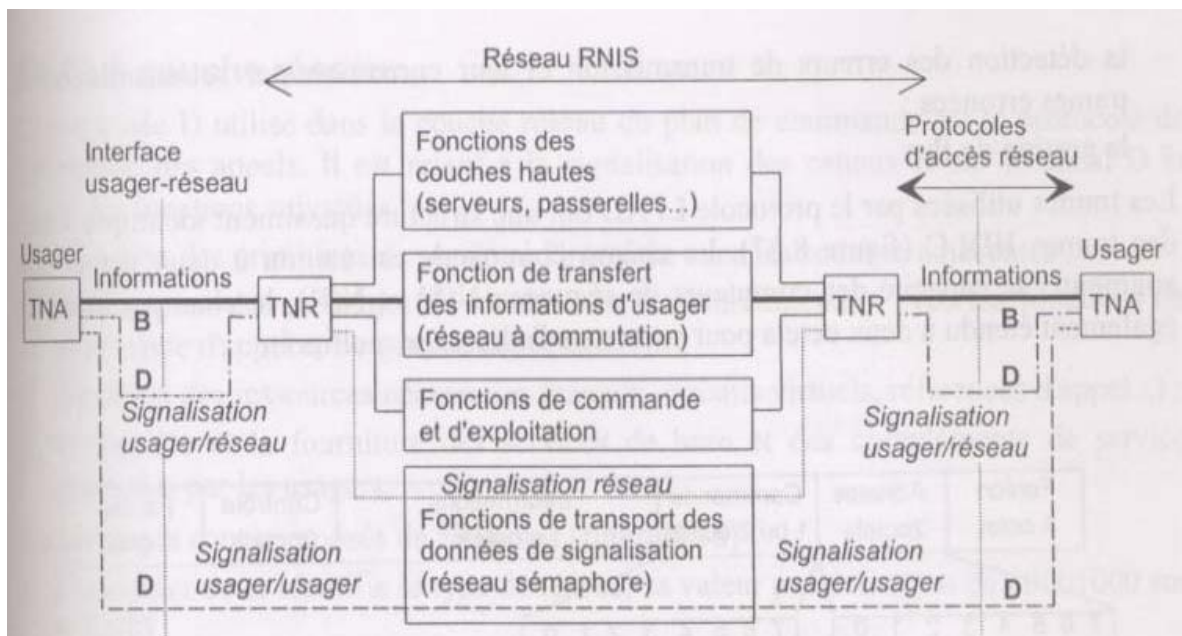 Réseau RNIS
Interface
usager-réseau
Fonctions des
couches hautes
(serveurs, passerelles...)
Protocoles
d'accès réseau
Usager
TNA
Informations
B
D
Signalisation
usager/réseau
TNR
Fonction de transfert
des informations d'usager
(réseau à commutation)
TNR
Informations
B
D
Signalisation
usager/réseau
Usager
TNA
Fonctions de commande
et d'exploitation
Signalisation réseau
Fonctions de transport des
données de signalisation
(réseau sémaphore)
Signalisation
usager/usager
D
Signalisation
usager/usager
D